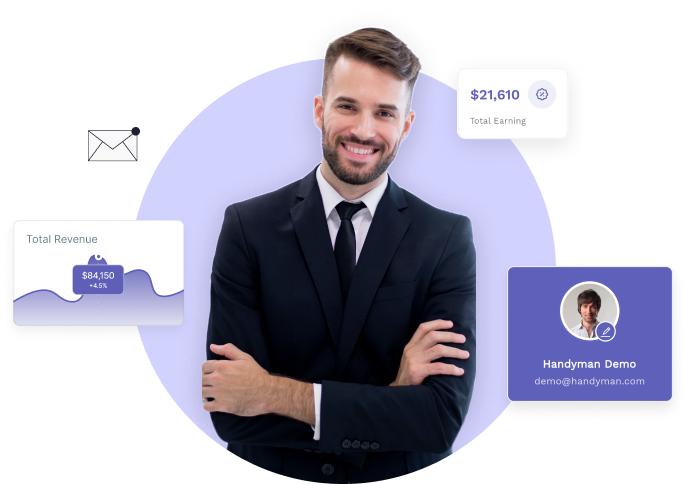 $21,610
Total Earning
Total Revenue
$84,150
+4.5%
Handyman Demo
demo@handyman.com